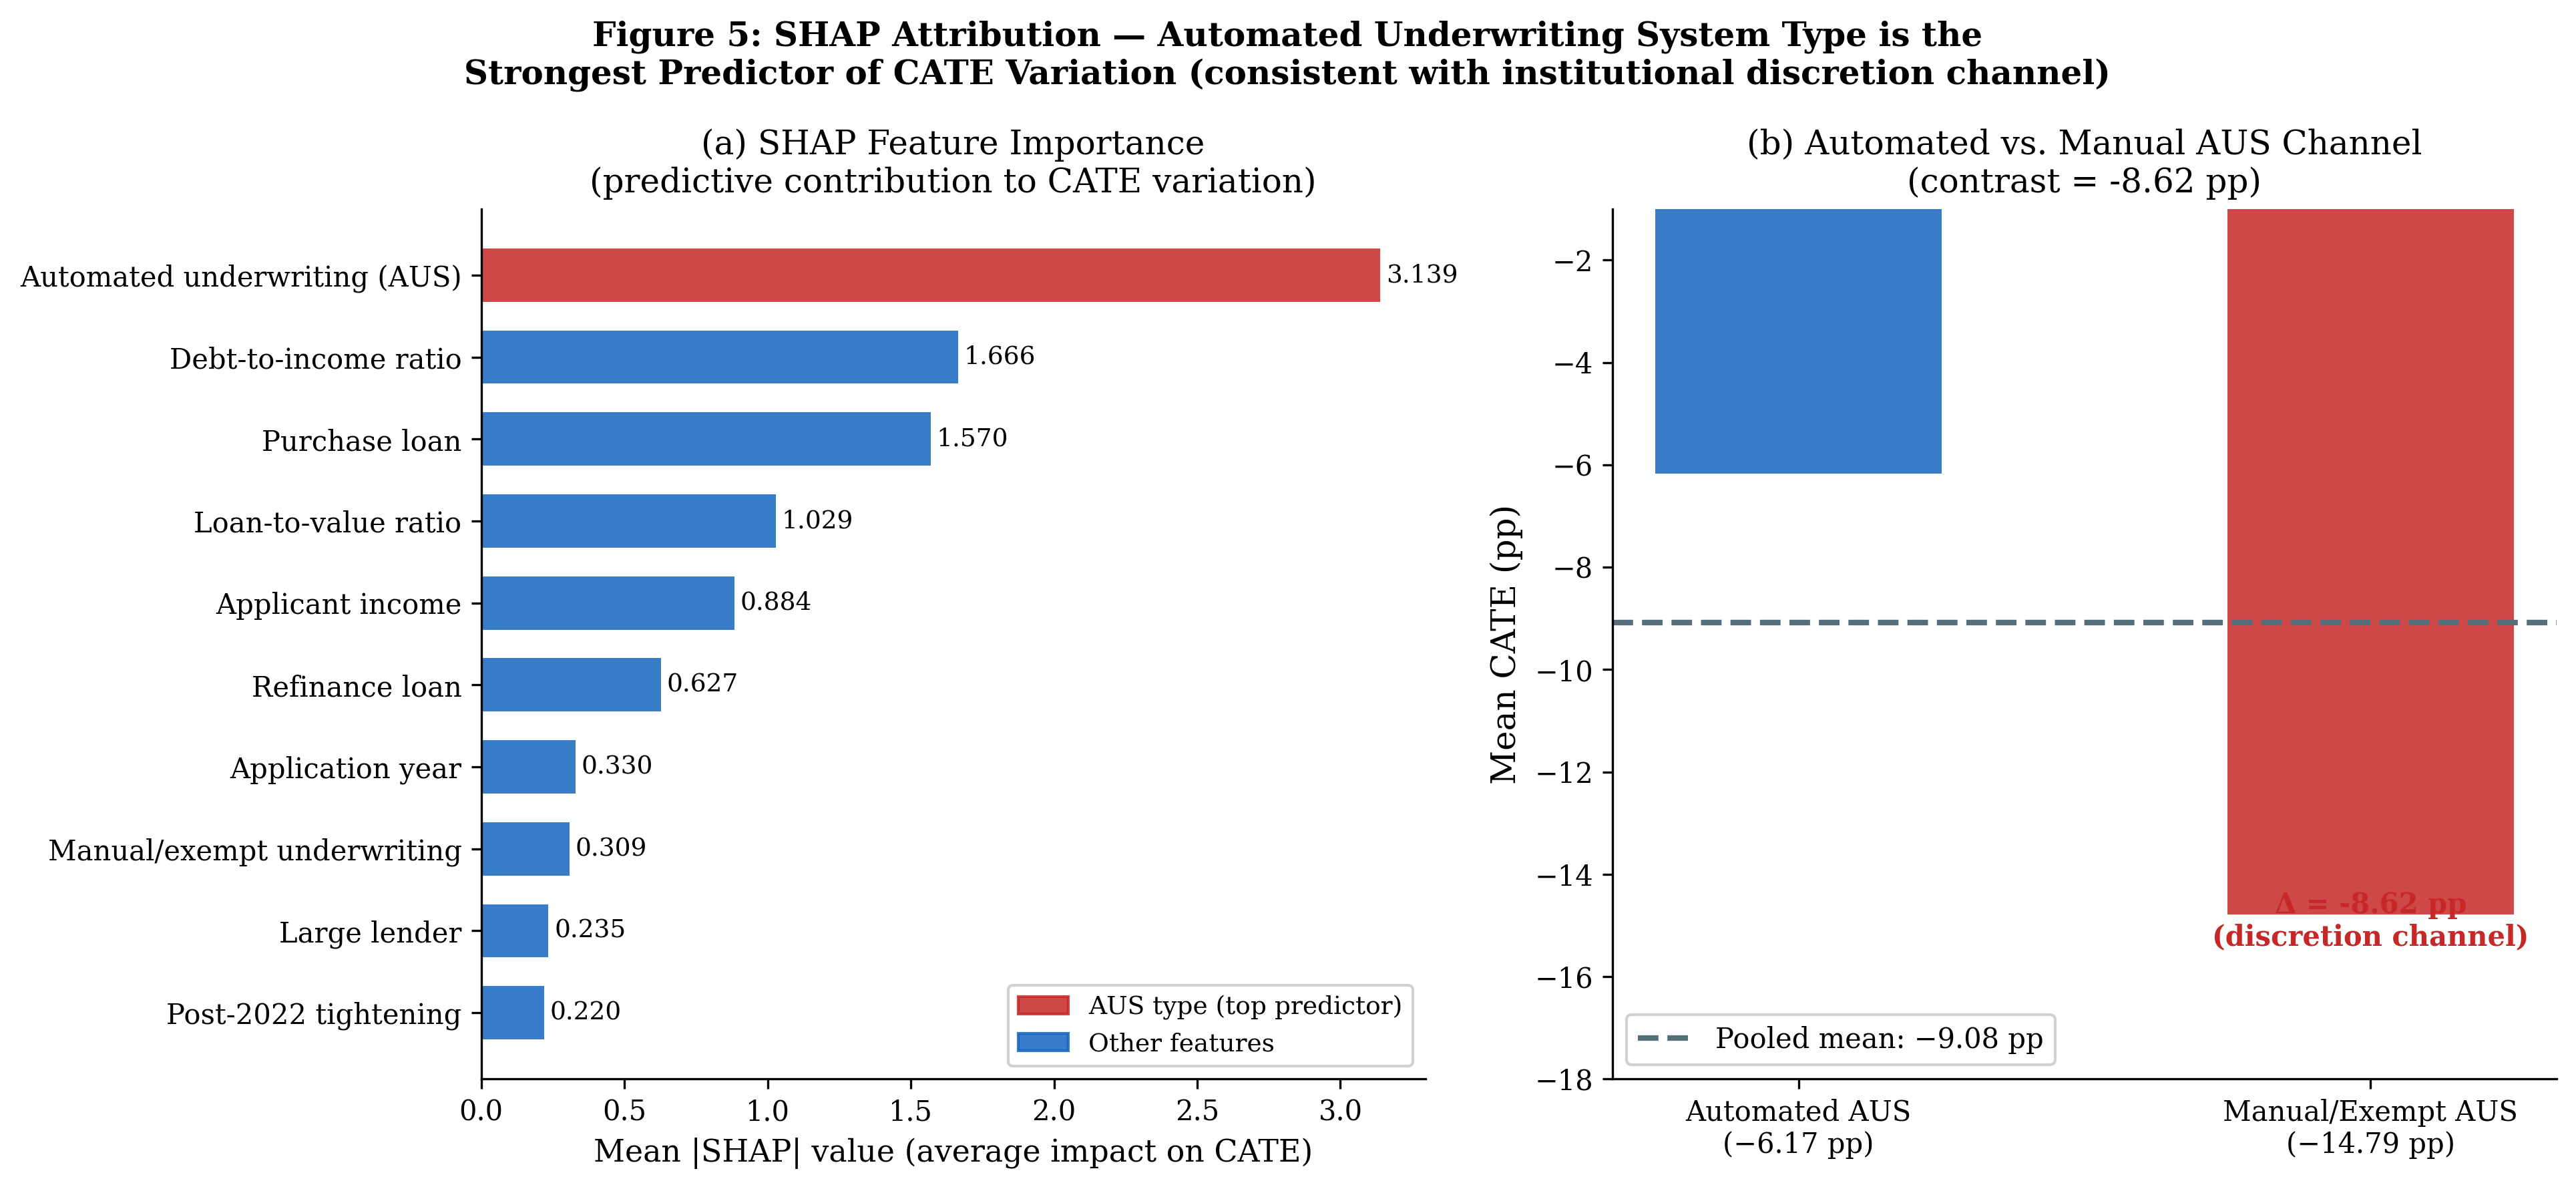 Figure 5: SHAP Attribution — Automated Underwriting System Type is the
Strongest Predictor of CATE Variation (consistent with institutional discretion channel)
(a) SHAP Feature Importance
(predictive contribution to CATE variation)
Automated underwriting (AUS)
3.139
Debt-to-income ratio
1.666
Purchase loan
1.570
Loan-to-value ratio
1.029
Applicant income
0.884
Refinance loan
0.627
Application year
0.330
Manual/exempt underwriting
0.309
Large lender
0.235
Post-2022 tightening
0.220
AUS type (top predictor)
Other features
0.0 0.5 1.0 1.5 2.0 2.5 3.0
Mean |SHAP| value (average impact on CATE)
(b) Automated vs. Manual AUS Channel
(contrast = -8.62 pp)
Mean CATE (pp)
−2
−4
−6
−8
−10
−12
−14
−16
−18
Δ = -8.62 pp
(discretion channel)
Pooled mean: −9.08 pp
Automated AUS
(−6.17 pp)
Manual/Exempt AUS
(−14.79 pp)